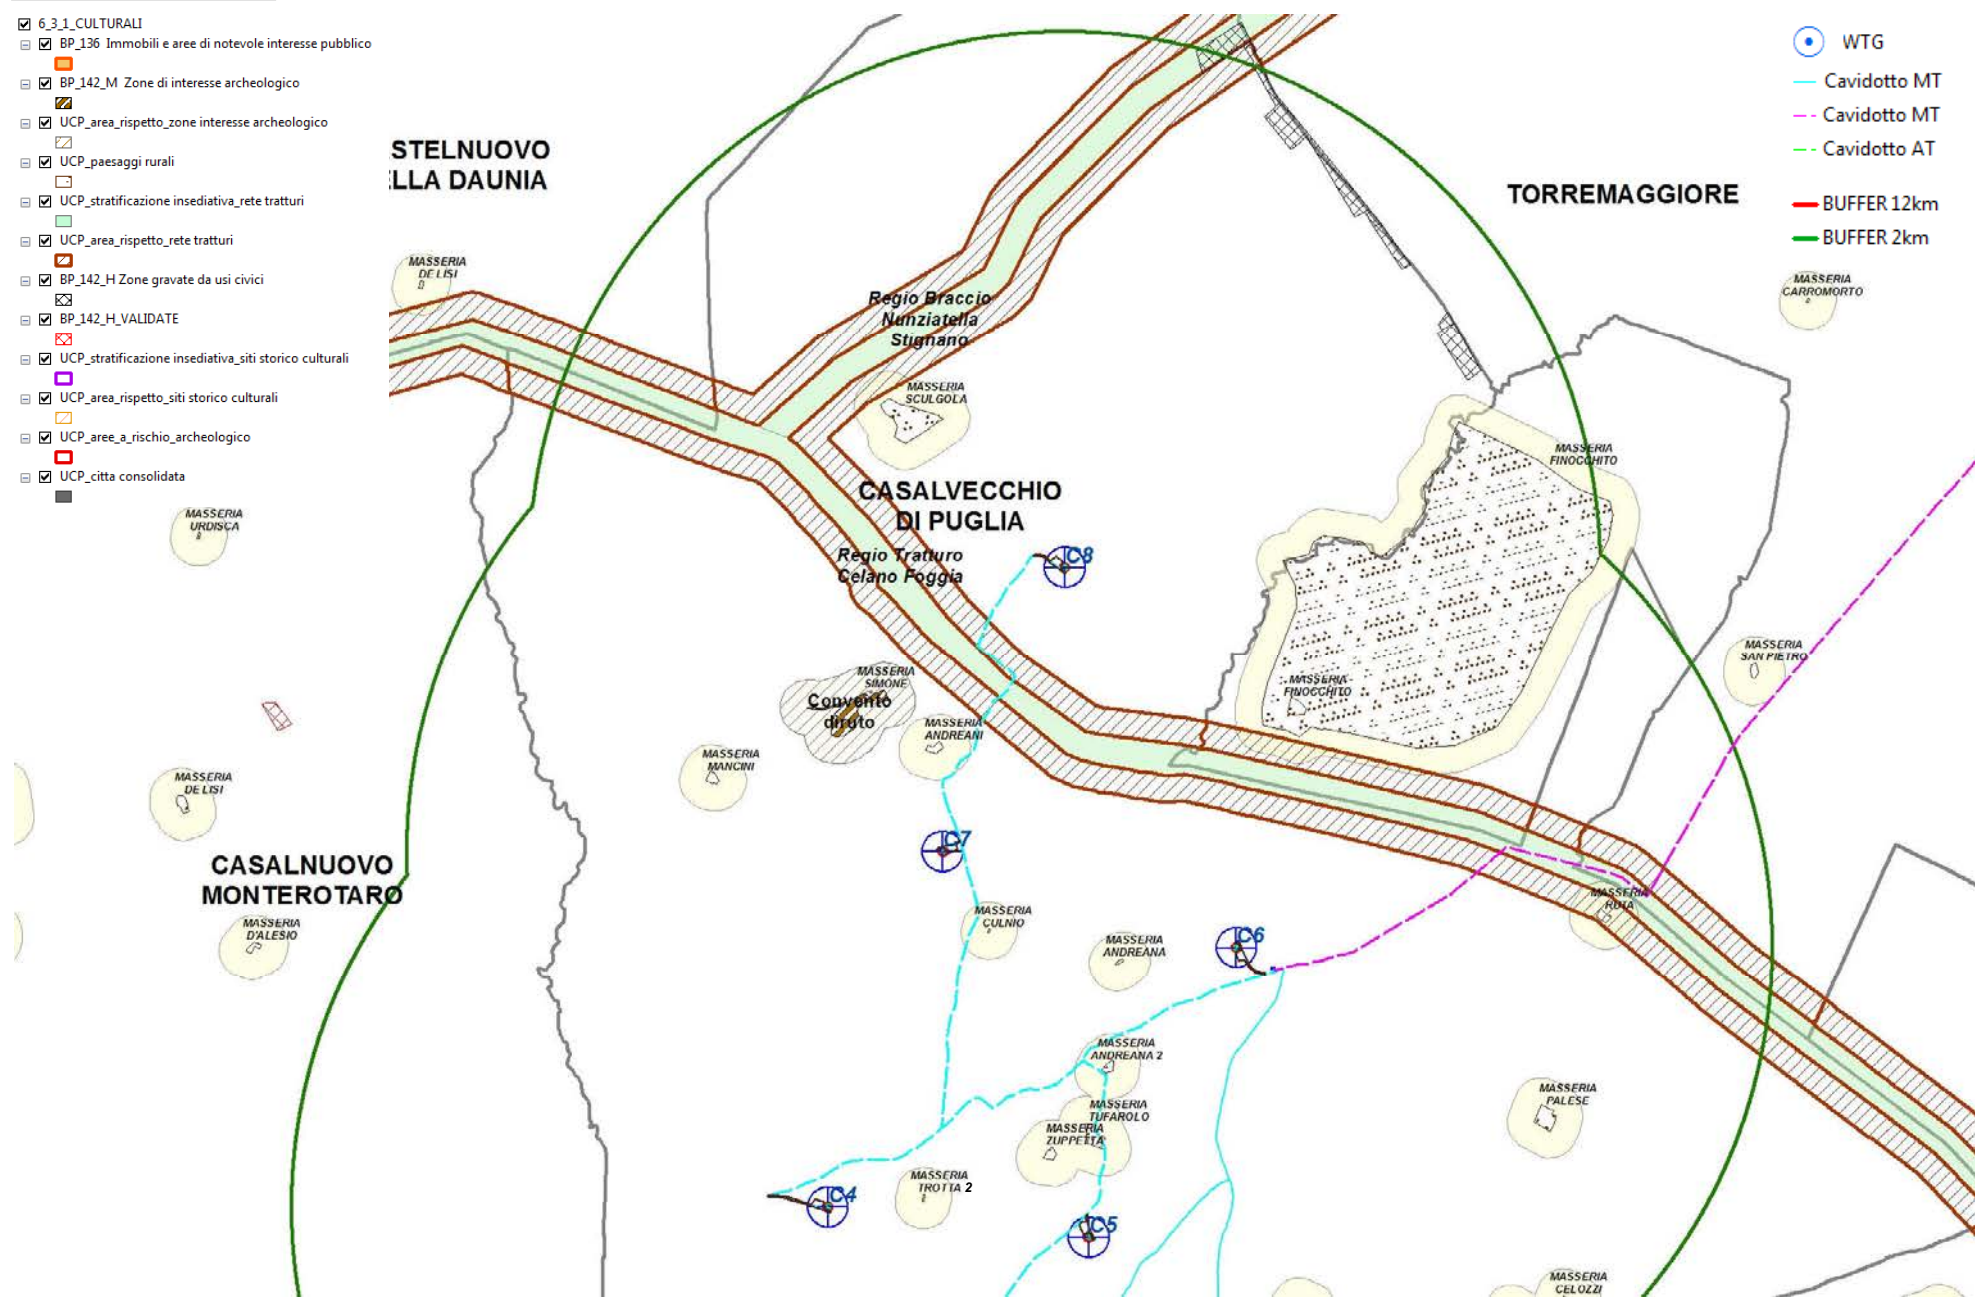 6_3_1_CULTURALI
BP_136 Immobili e aree di notevole interesse pubblico
BP_142_M Zone di interesse archeologico
UCP_area_rispetto_zone interesse archeologico
UCP_paesaggi rurali
UCP_stratificazione insediativa_rete tratturi
UCP_area_rispetto_rete tratturi
BP_142_H Zone gravate da usi civici
BP_142_H_VALIDATE
UCP_stratificazione insediativa_siti storico culturali
UCP_area_rispetto_siti storico culturali
UCP_aree_a_rischio_archeologico
UCP_citta consolidata
WTG
Cavidotto MT
Cavidotto MT
Cavidotto AT
BUFFER 12km
BUFFER 2km
STELNUOVO
LLA DAUNIA
TORREMAGGIORE
MASSERIA
DE LISI
MASSERIA
CARROMORTO
Regio Braccio
Nunziatella
Stignano
MASSERIA
SCULGOLA
MASSERIA
FINOCCHITO
CASALVECCHIO
DI PUGLIA
MASSERIA
URDISCA
Regio Tratturo
Celano Foggia
C8
MASSERIA
SAN PIETRO
MASSERIA
SIMONE
MASSERIA
FINOCCHITO
Convento
diruto
MASSERIA
ANDREANI
MASSERIA
MANCINI
MASSERIA
DE LISI
C7
CASALNUOVO
MONTEROTARO
MASSERIA
RUTA
MASSERIA
CULNIO
MASSERIA
D'ALESIO
C6
MASSERIA
ANDREANA
MASSERIA
ANDREANA 2
MASSERIA
PALESE
MASSERIA
TUFAROLO
MASSERIA
ZUPPETTA
MASSERIA
TROTTA 2
C4
C5
MASSERIA
CELOZZI